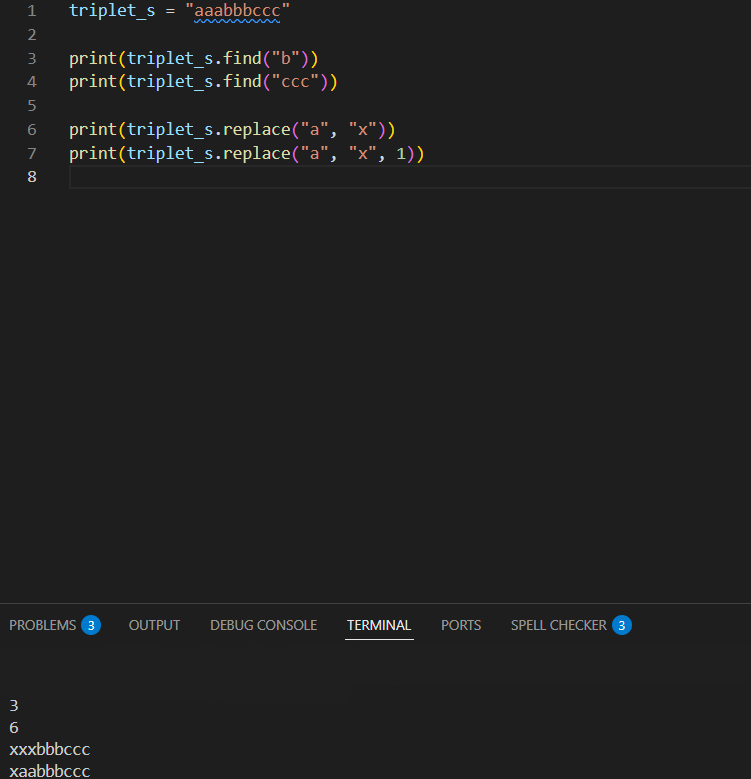 1 triplet_s = "aaabbbccc"
2
3 print(triplet_s.find("b"))
4 print(triplet_s.find("ccc"))
5
6 print(triplet_s.replace("a", "x"))
7 print(triplet_s.replace("a", "x", 1))
8
PROBLEMS 3 OUTPUT DEBUG CONSOLE TERMINAL PORTS SPELL CHECKER 3
3
6
xxxbbbccc
xaabbbccc